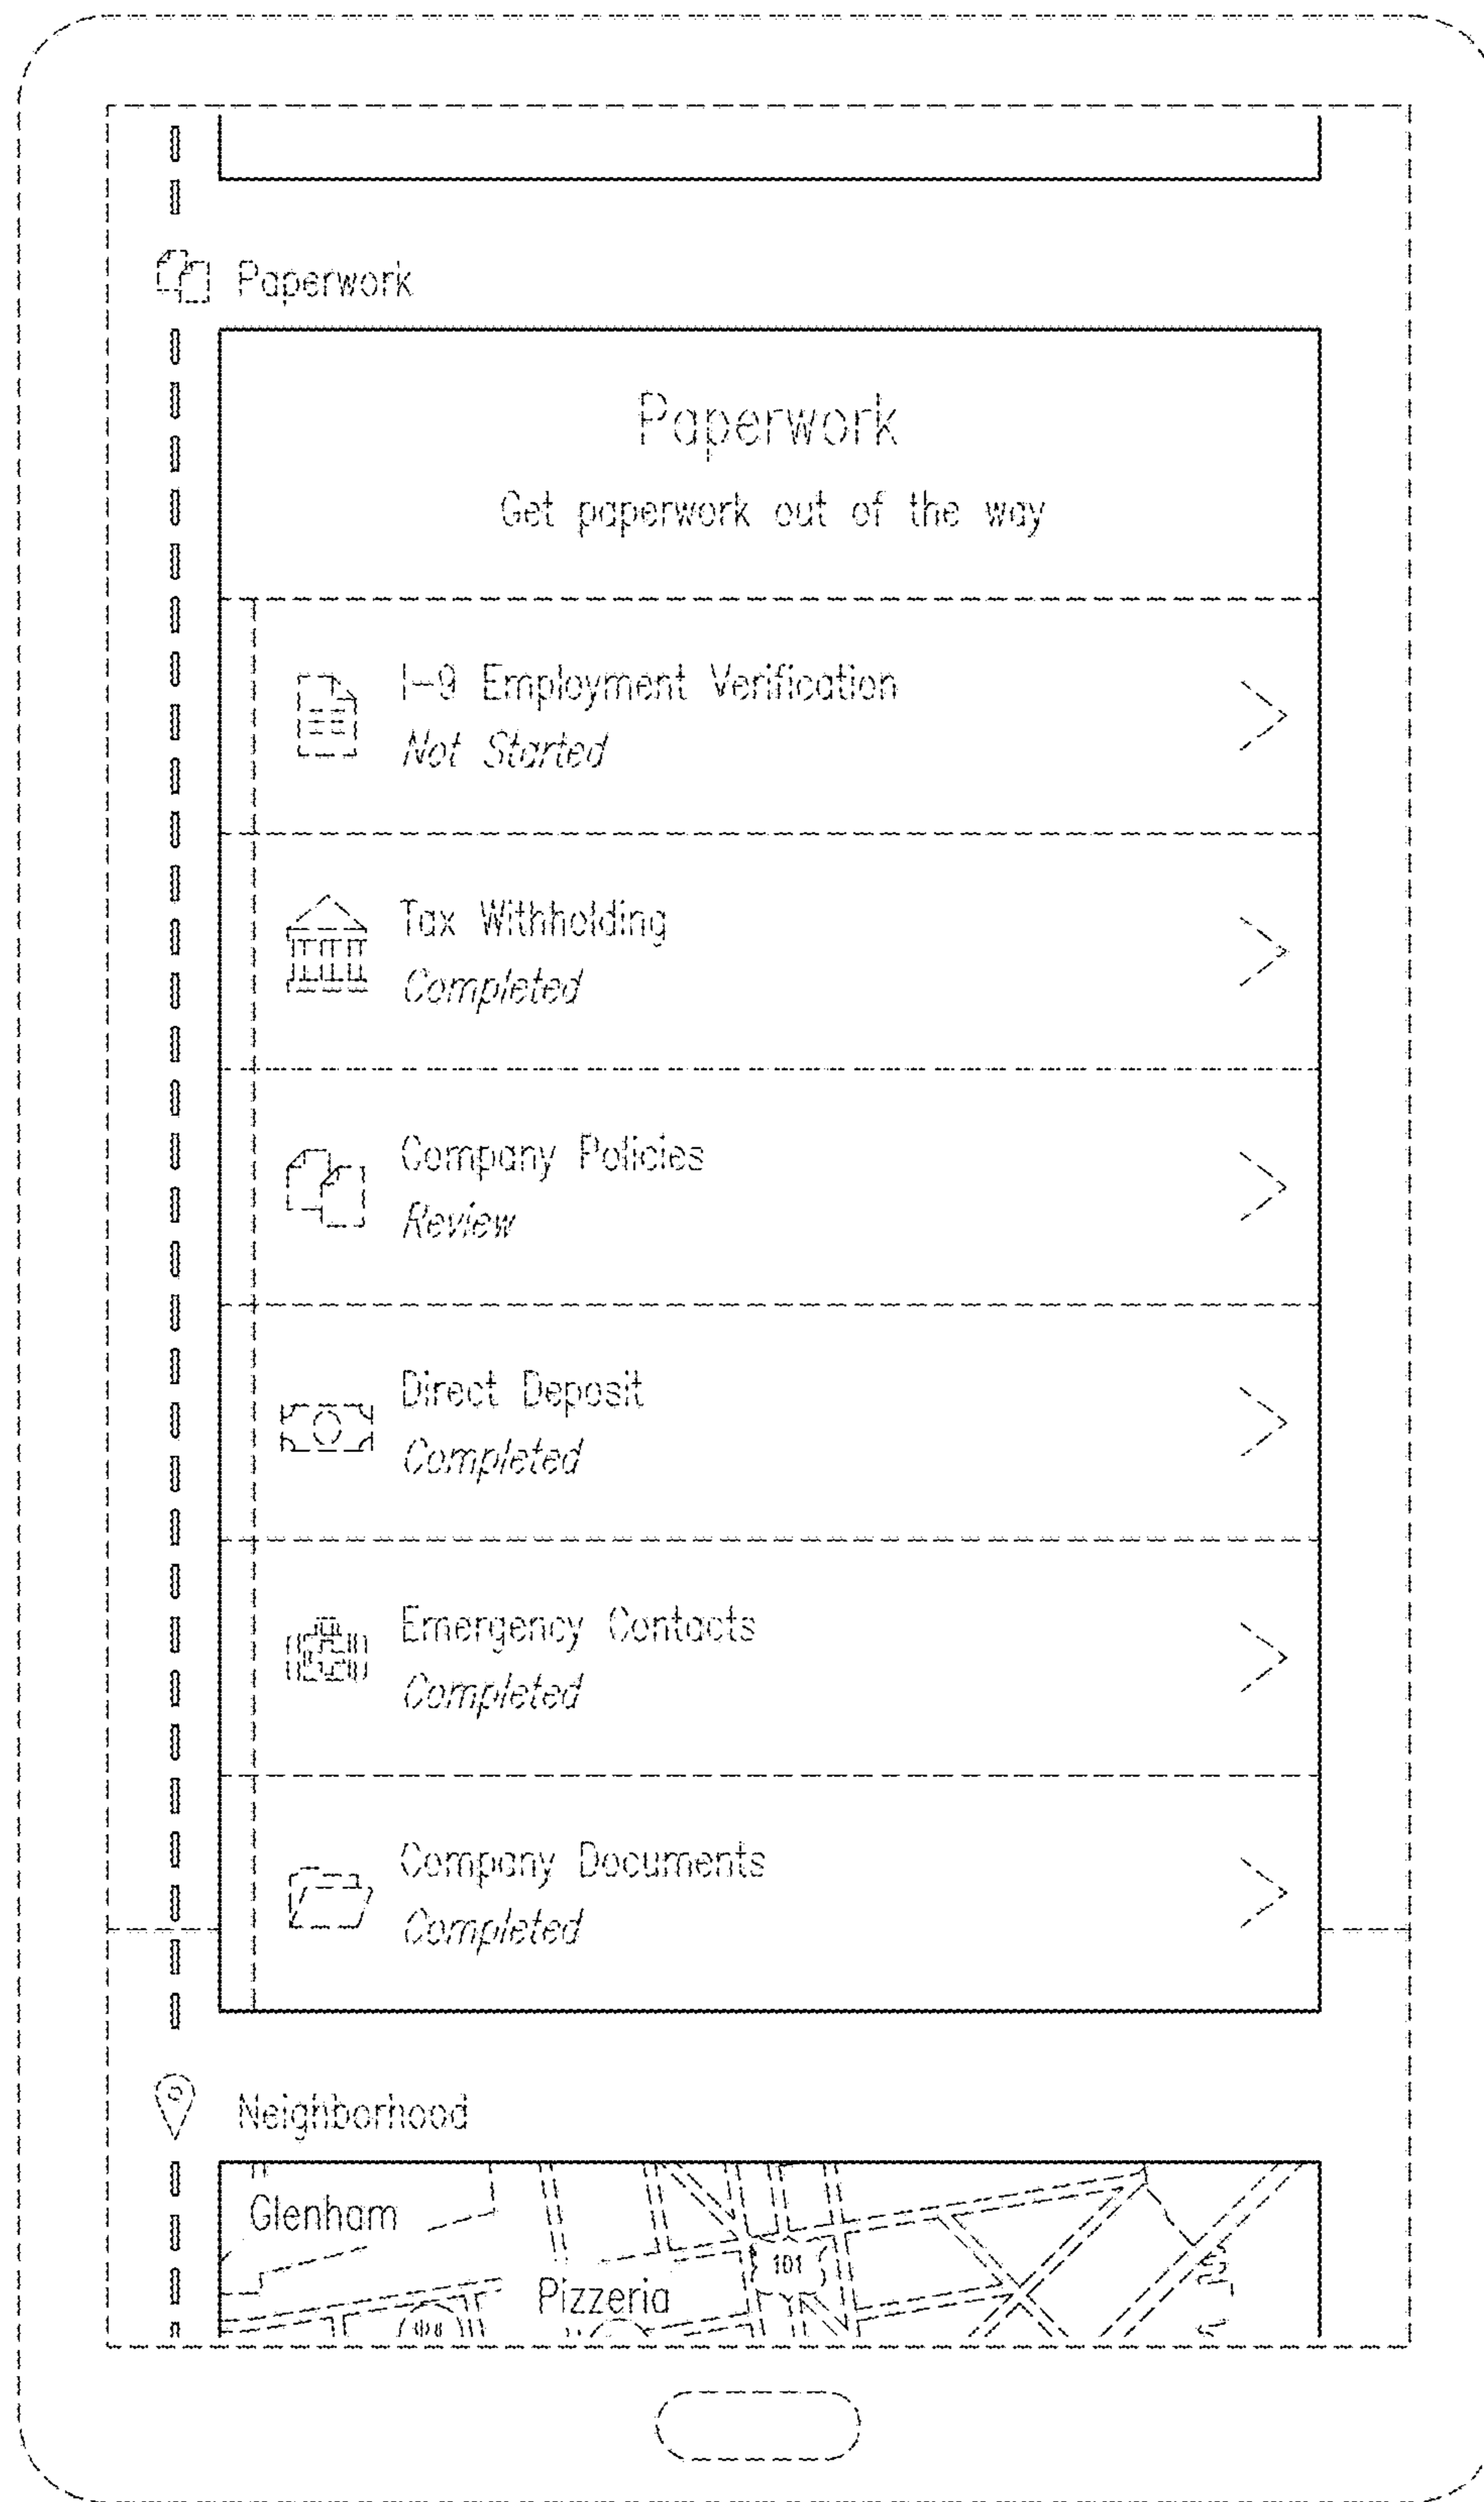 Paperwork
Paperwork
Get paperwork out of the way
I-9 Employment Verification
Not Started
Tax Withholding
Completed
Company Policies
Review
Direct Deposit
Completed
Emergency Contacts
Completed
Company Documents
Completed
Neighborhood
Glenham
101
Pizzeria